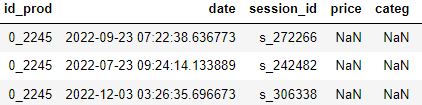 id_prod date session_id price categ
0_2245 2022-09-23 07:22:38.636773 s_272266 NaN NaN
0_2245 2022-07-23 09:24:14.133889 s_242482 NaN NaN
0_2245 2022-12-03 03:26:35.696673 s_306338 NaN NaN